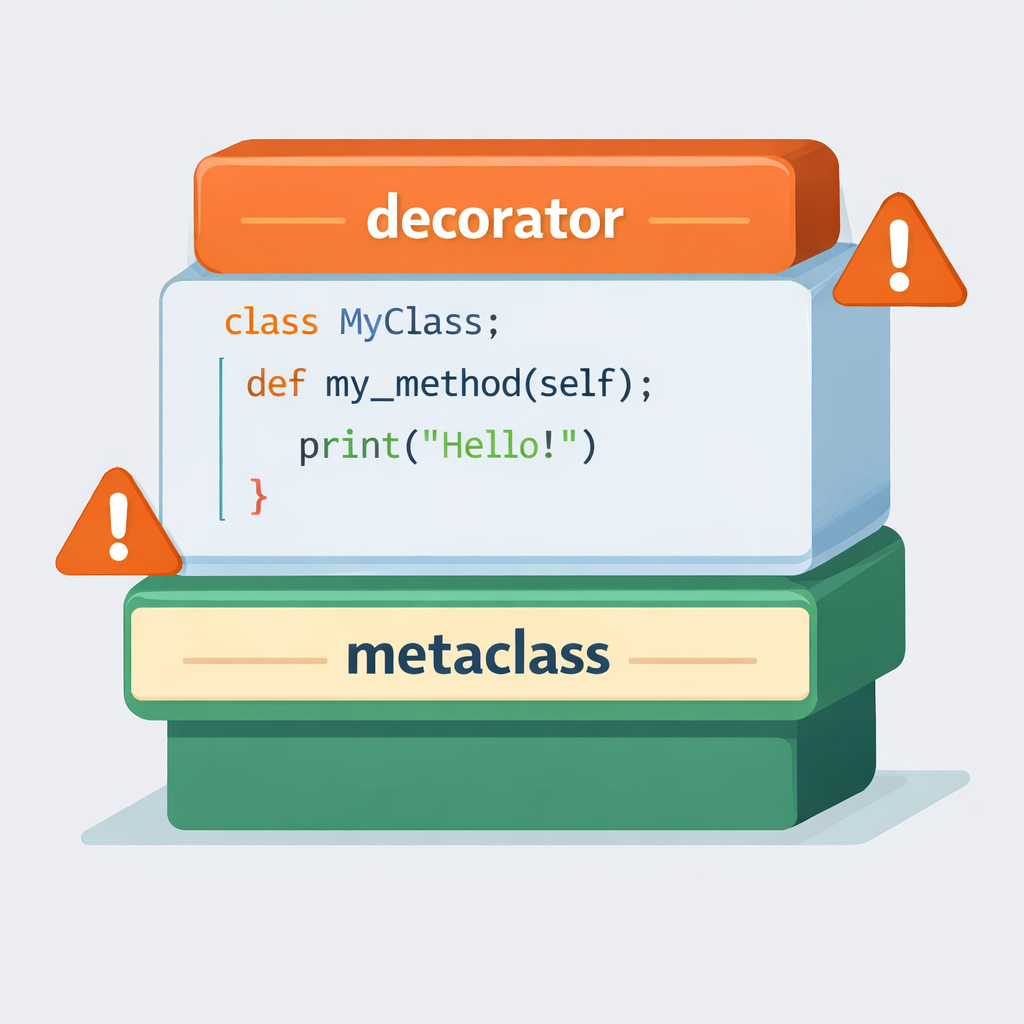 decorator
class MyClass;
def my_method(self);
print("Hello!")
}
metaclass